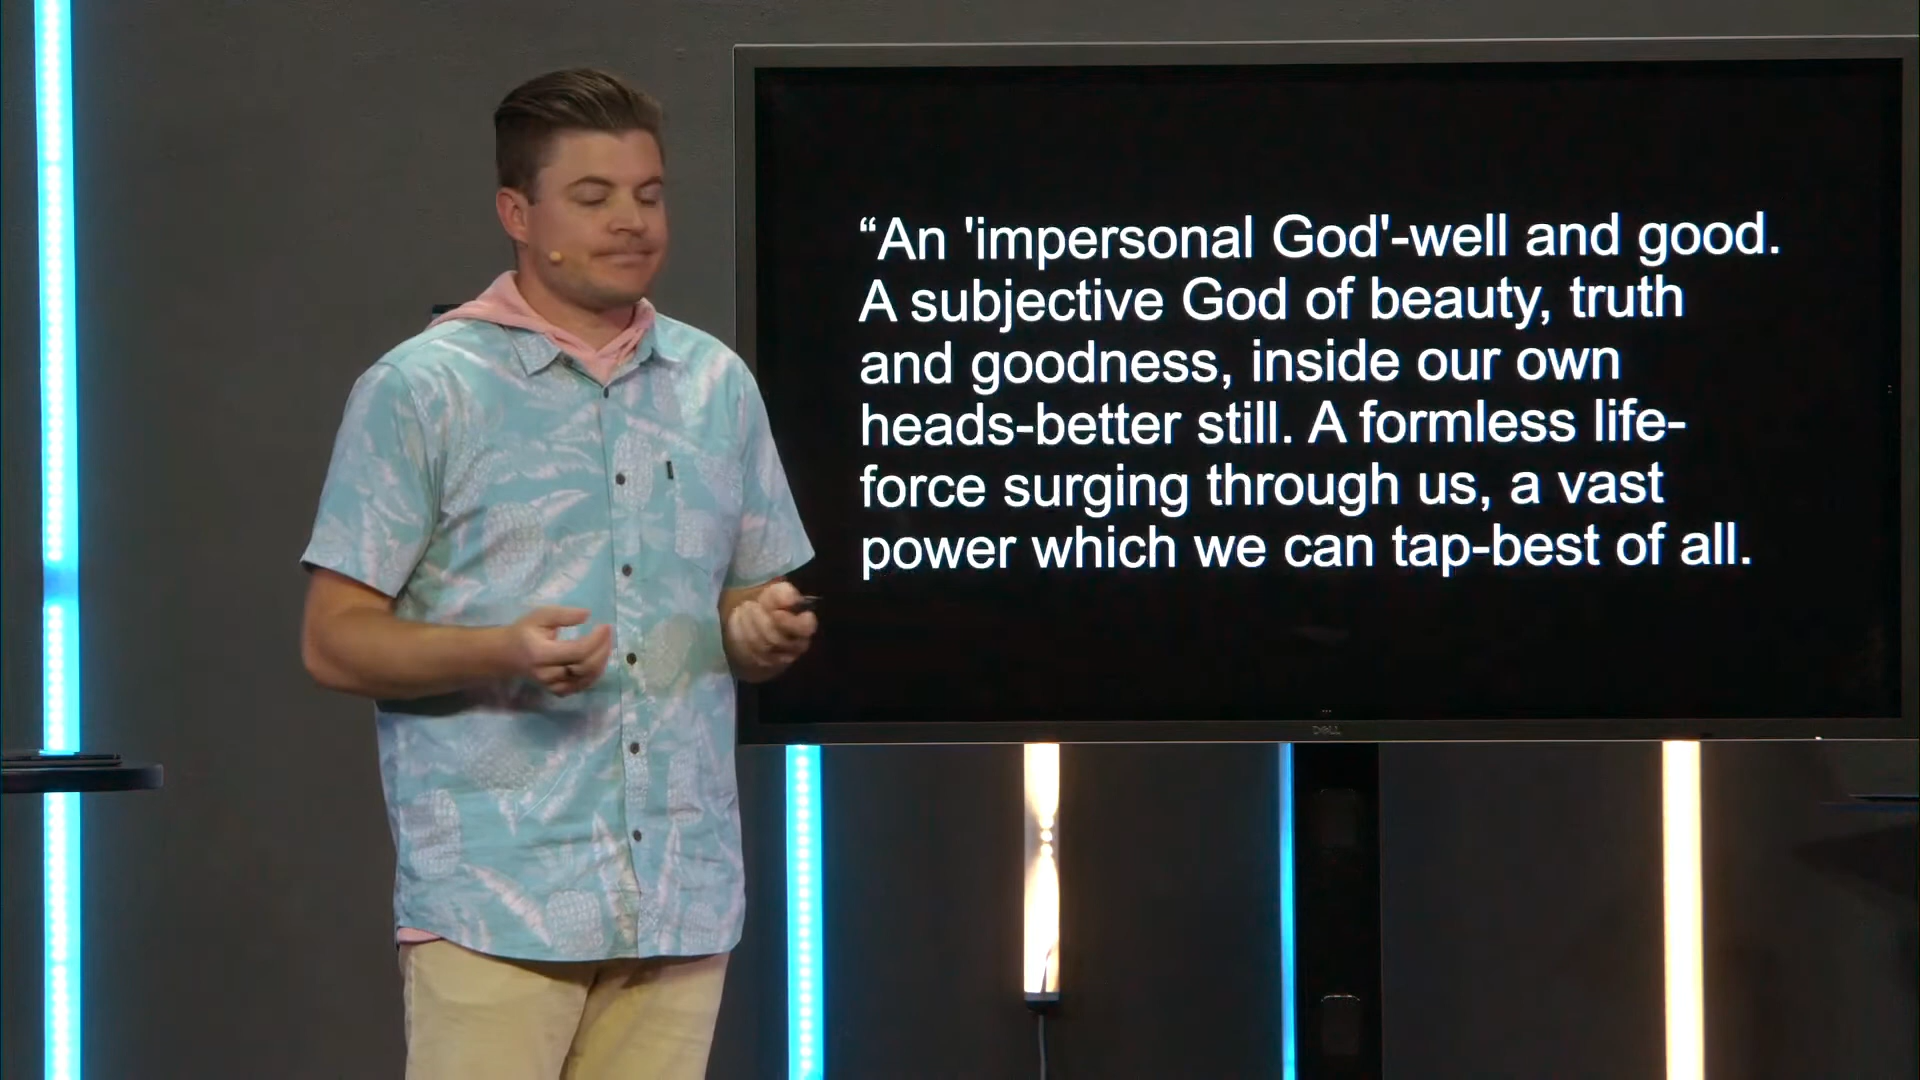 “An 'impersonal God'-well and good.
A subjective God of beauty, truth
and goodness, inside our own
heads-better still. A formless life-
force surging through us, a vast
power which we can tap-best of all.
DELL